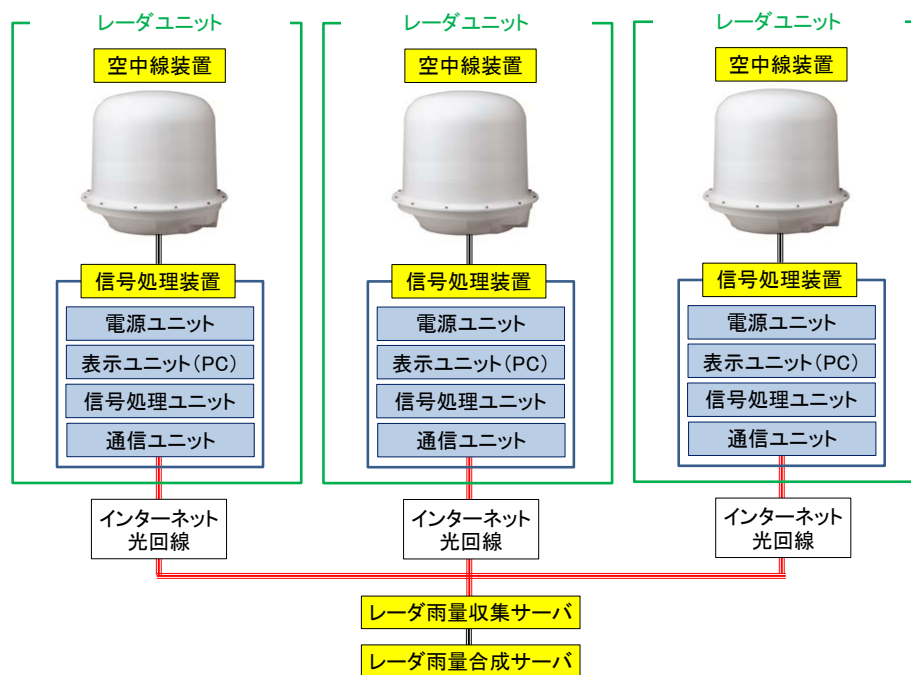 レーダユニット
空中線装置
信号処理装置
電源ユニット
表示ユニット(PC)
信号処理ユニット
通信ユニット
インターネット
光回線
レーダユニット
空中線装置
信号処理装置
電源ユニット
表示ユニット(PC)
信号処理ユニット
通信ユニット
インターネット
光回線
レーダユニット
空中線装置
信号処理装置
電源ユニット
表示ユニット(PC)
信号処理ユニット
通信ユニット
インターネット
光回線
レーダ雨量収集サーバ
レーダ雨量合成サーバ